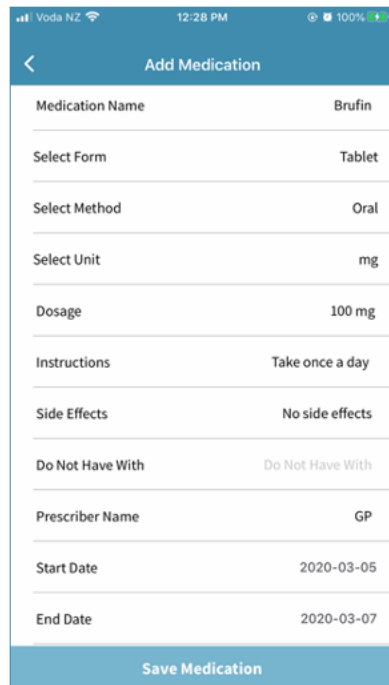 Voda NZ 12:28 PM 100%
Add Medication
Medication Name Brufin
Select Form Tablet
Select Method Oral
Select Unit mg
Dosage 100 mg
Instructions Take once a day
Side Effects No side effects
Do Not Have With Do Not Have With
Prescriber Name GP
Start Date 2020-03-05
End Date 2020-03-07
Save Medication